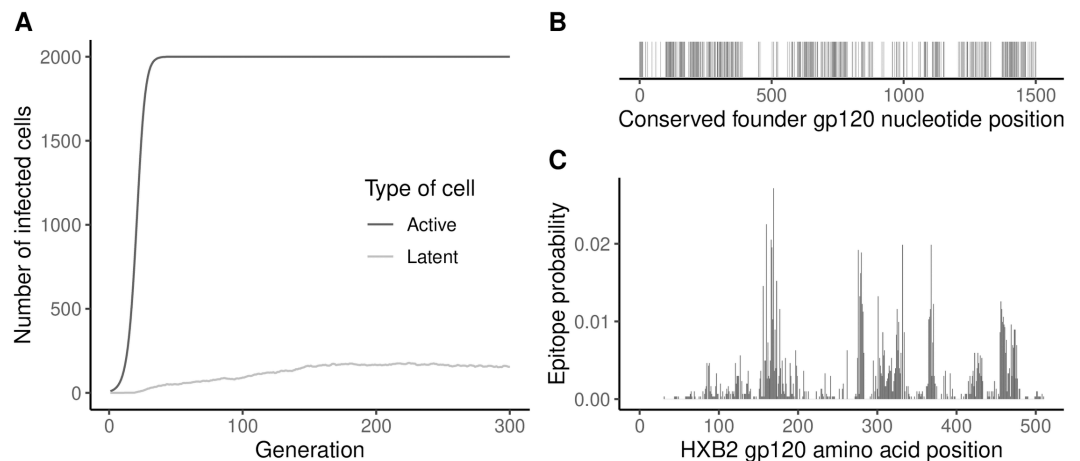 A
Number of infected cells
2000
1500
1000
500
0
0 100 200 300
Generation
Type of cell
Active
Latent
B
0 500 1000 1500
Conserved founder gp120 nucleotide position
C
Epitope probability
0.02
0.01
0.00
0 100 200 300 400 500
HXB2 gp120 amino acid position